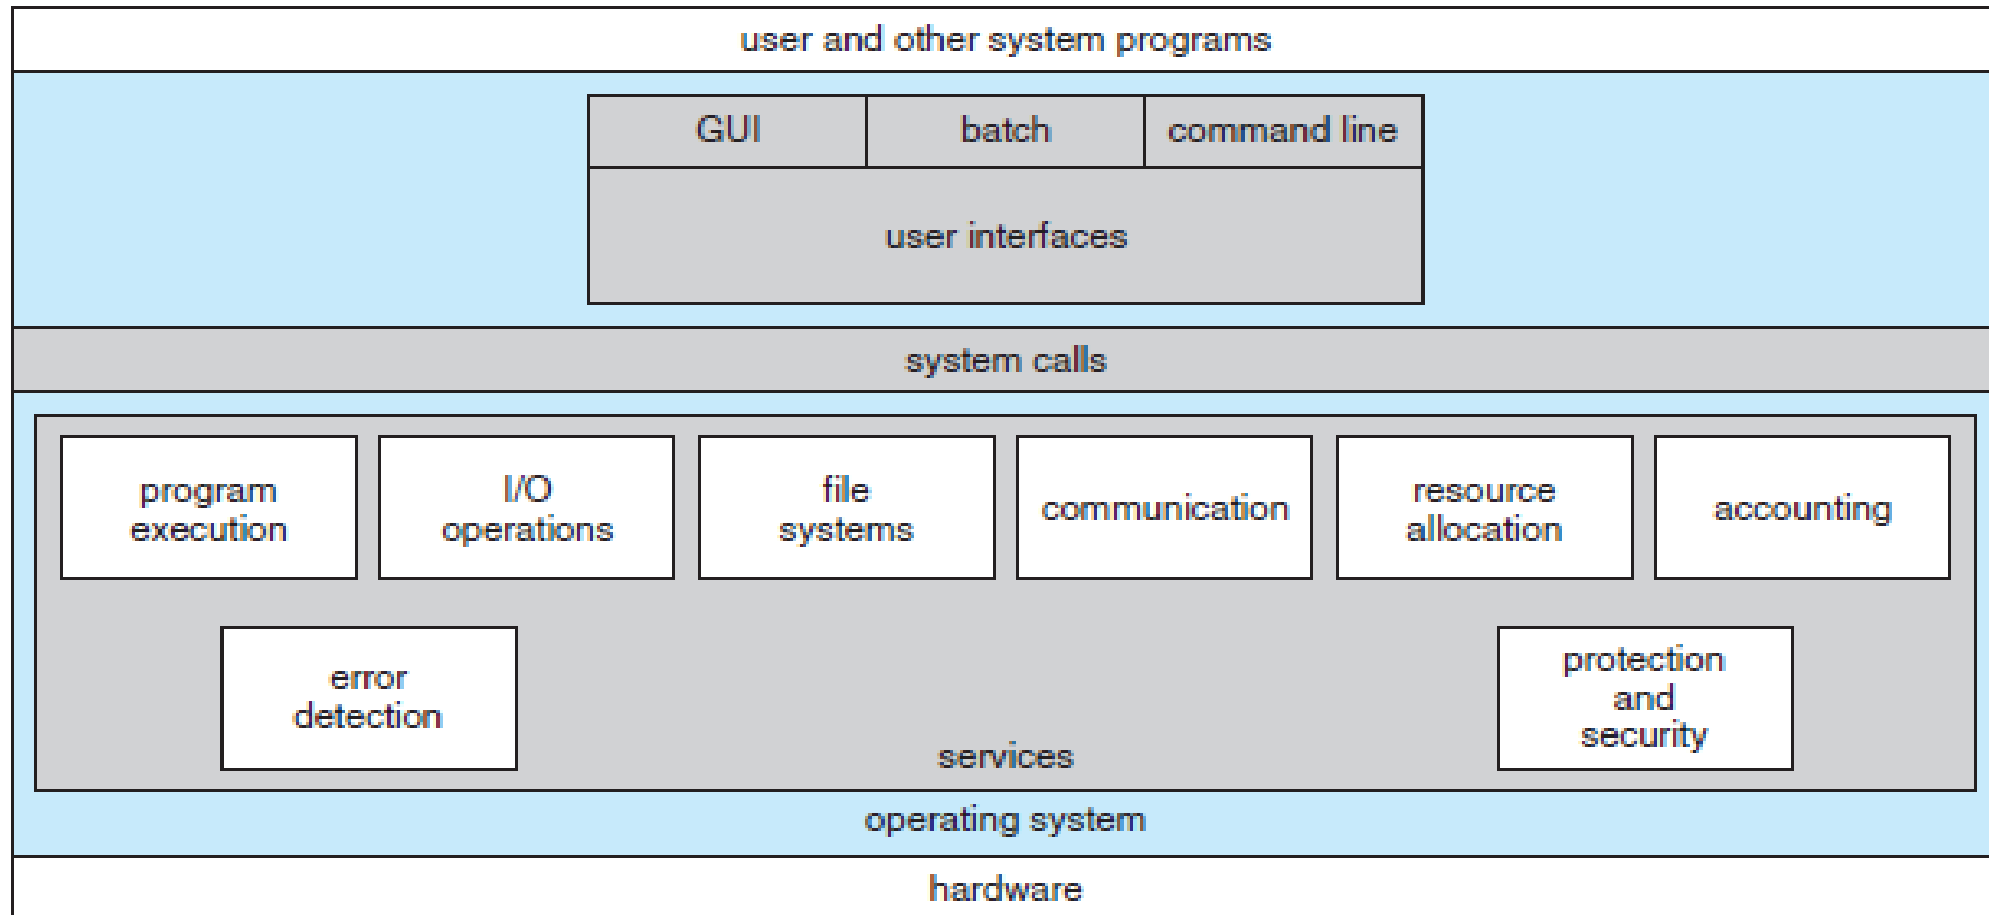 user and other system programs
GUI
batch
command line
user interfaces
system calls
program
execution
I/O
operations
file
systems
communication
resource
allocation
accounting
error
detection
protection
and
security
services
operating system
hardware